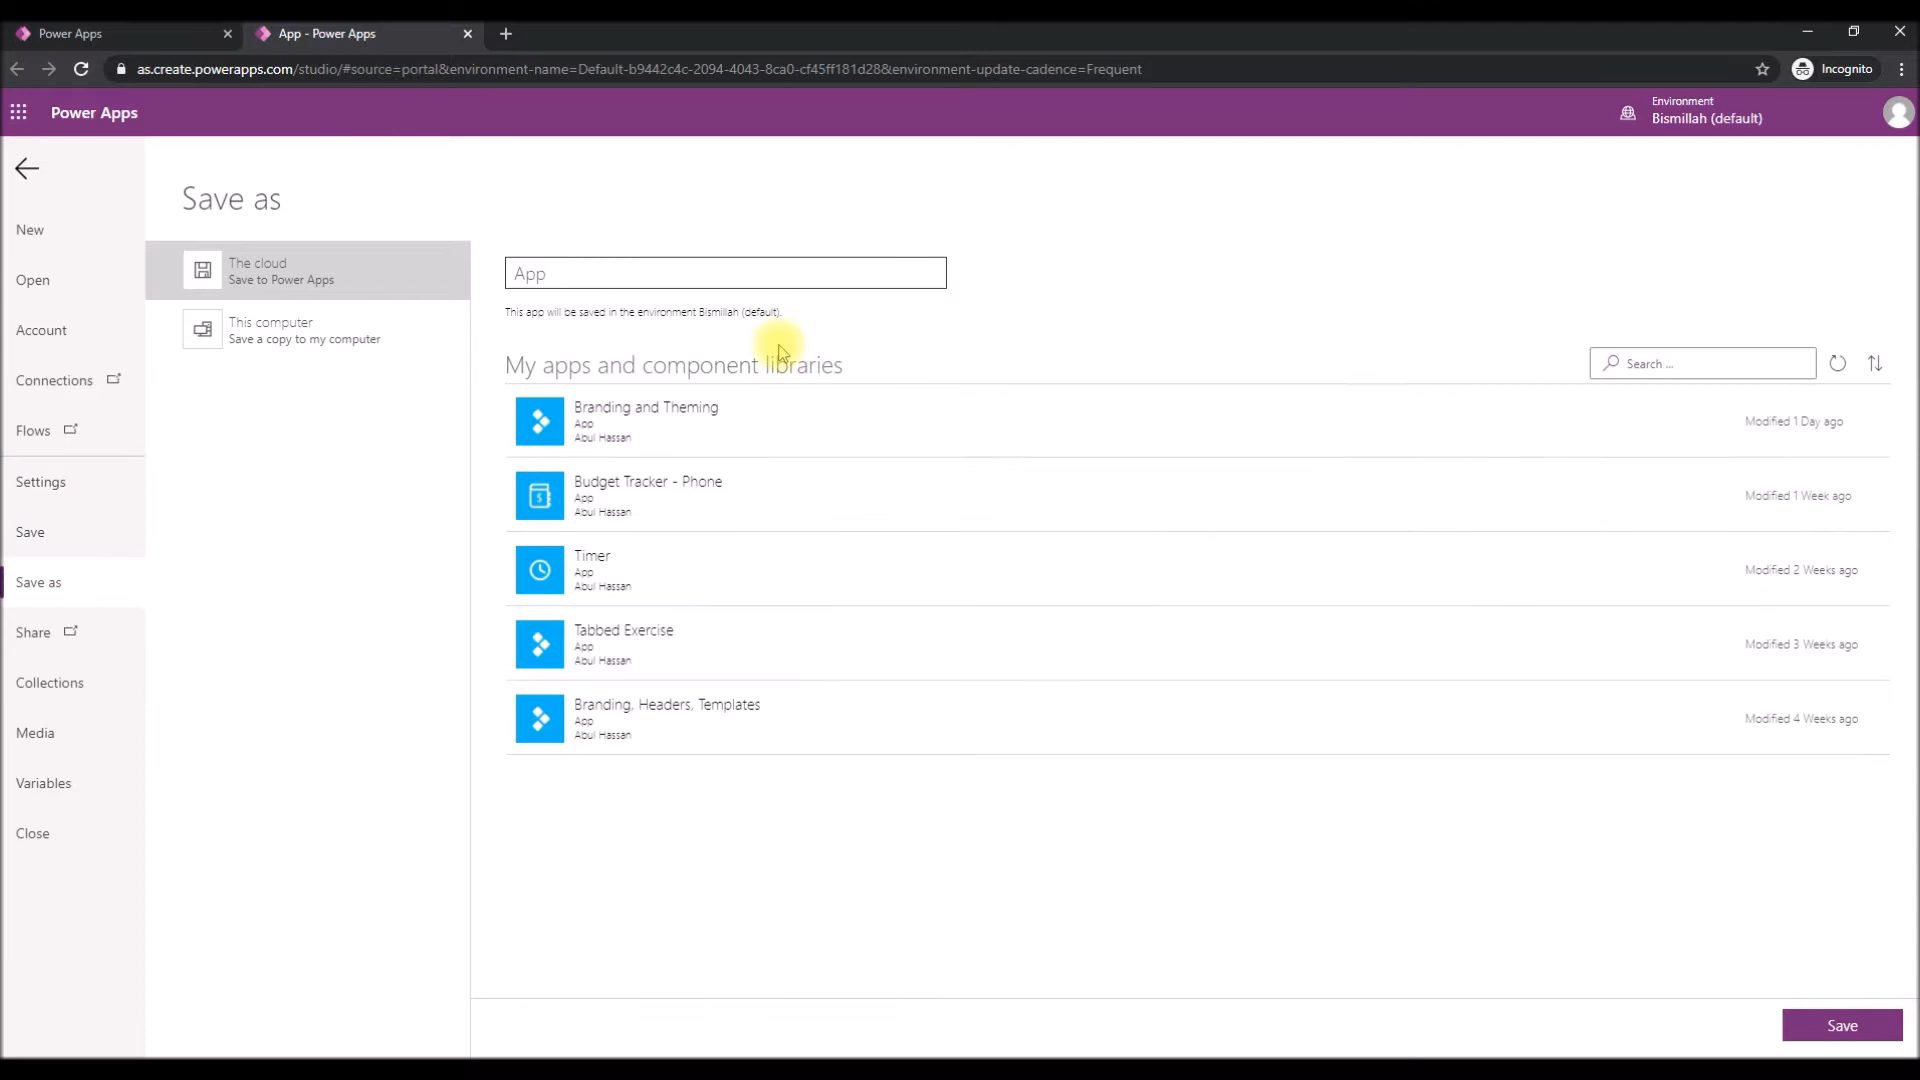 Power Apps
App - Power Apps
as.create.powerapps.com/studio/#source=portal&environment-name=Default-b9442c4c-2094-4043-8ca0-cf45ff181d28&environment-update-cadence=Frequent
Incognito
Power Apps
Environment
Bismillah (default)
New
Open
Account
Connections
Flows
Settings
Save
Save as
Share
Collections
Media
Variables
Close
Save as
The cloud
Save to Power Apps
This computer
Save a copy to my computer
App
This app will be saved in the environment Bismillah (default).
My apps and component libraries
Search ...
Branding and Theming
App
Abul Hassan
Modified 1 Day ago
Budget Tracker - Phone
App
Abul Hassan
Modified 1 Week ago
Timer
App
Abul Hassan
Modified 2 Weeks ago
Tabbed Exercise
App
Abul Hassan
Modified 3 Weeks ago
Branding, Headers, Templates
App
Abul Hassan
Modified 4 Weeks ago
Save